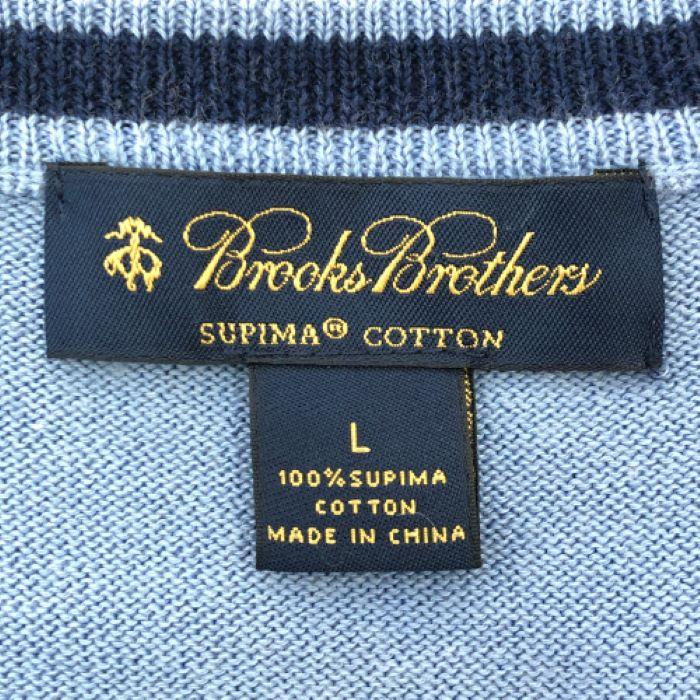 Brooks Brothers
SUPIMA® COTTON
L
100% SUPIMA
COTTON
MADE IN CHINA